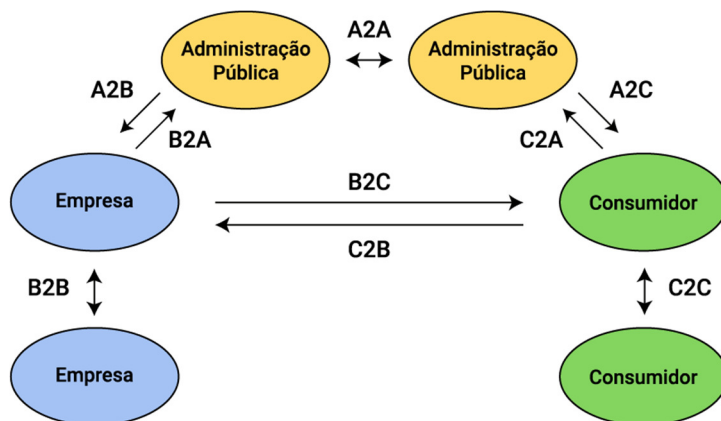 A2A
Administração
Pública
Administração
Pública
A2B
A2C
B2A
C2A
B2C
Empresa
Consumidor
C2B
B2B
C2C
Empresa
Consumidor